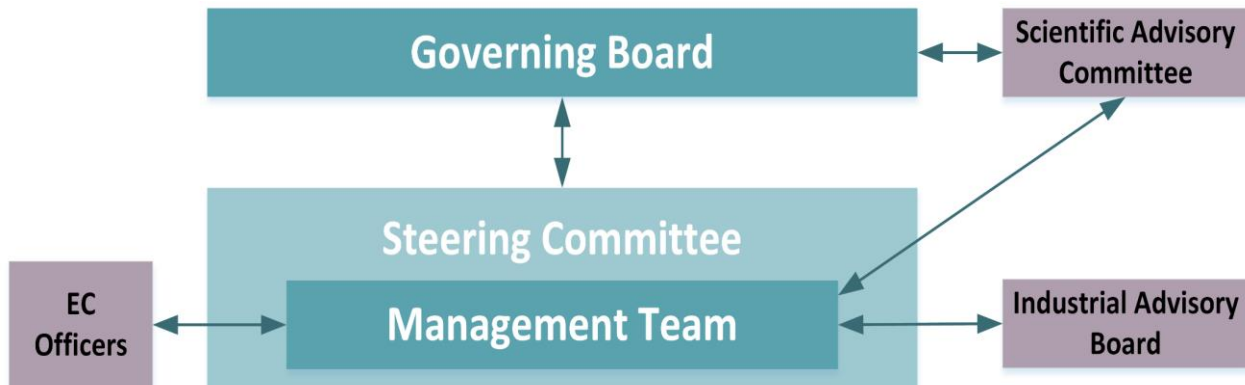 Governing Board
Scientific Advisory
Committee
Steering Committee
Management Team
EC
Officers
Industrial Advisory
Board